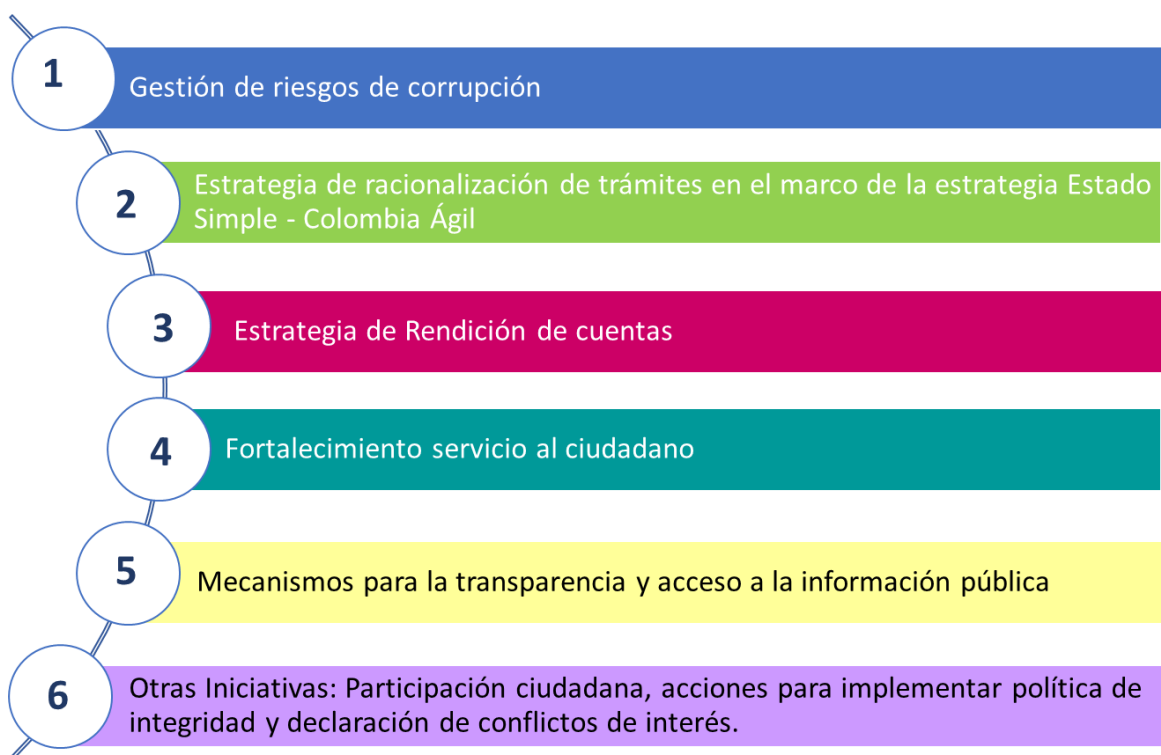 1
Gestión de riesgos de corrupción
2
Estrategia de racionalización de trámites en el marco de la estrategia Estado
Simple - Colombia Ágil
3
Estrategia de Rendición de cuentas
4
Fortalecimiento servicio al ciudadano
5
Mecanismos para la transparencia y acceso a la información pública
6
Otras Iniciativas: Participación ciudadana, acciones para implementar política de
integridad y declaración de conflictos de interés.